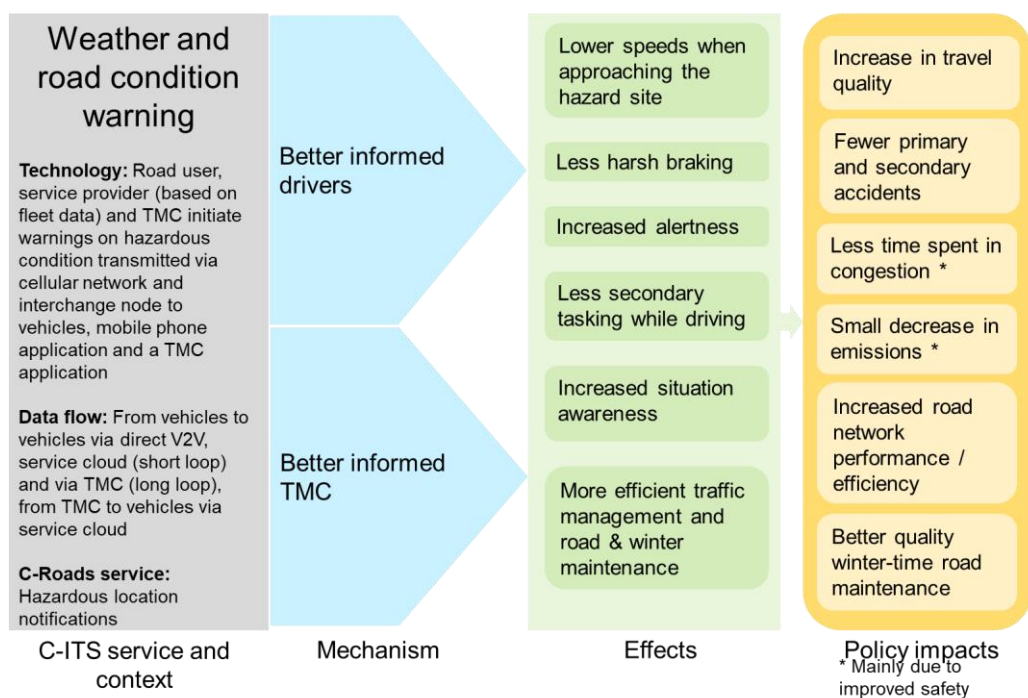 Weather and
road condition
warning
Technology: Road user,
service provider (based on
fleet data) and TMC initiate
warnings on hazardous
condition transmitted via
cellular network and
interchange node to
vehicles, mobile phone
application and a TMC
application
Data flow: From vehicles to
vehicles via direct V2V,
service cloud (short loop)
and via TMC (long loop),
from TMC to vehicles via
service cloud
C-Roads service:
Hazardous location
notifications
C-ITS service and
context
Better informed
drivers
Better informed
TMC
Mechanism
Lower speeds when
approaching the
hazard site
Less harsh braking
Increased alertness
Less secondary
tasking while driving
Increased situation
awareness
More efficient traffic
management and
road & winter
maintenance
Effects
Increase in travel
quality
Fewer primary
and secondary
accidents
Less time spent in
congestion *
Small decrease in
emissions *
Increased road
network
performance /
efficiency
Better quality
winter-time road
maintenance
Policy impacts
* Mainly due to
improved safety